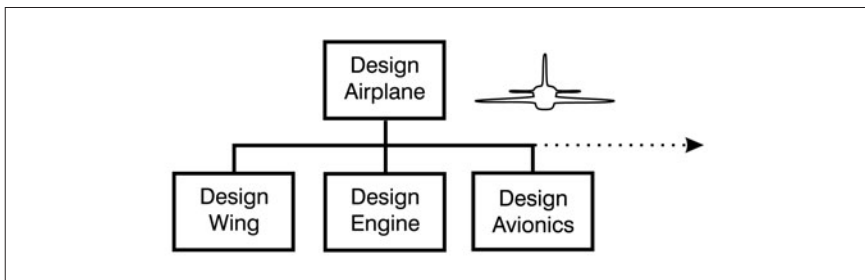 Design
Airplane
Design
Wing
Design
Engine
Design
Avionics